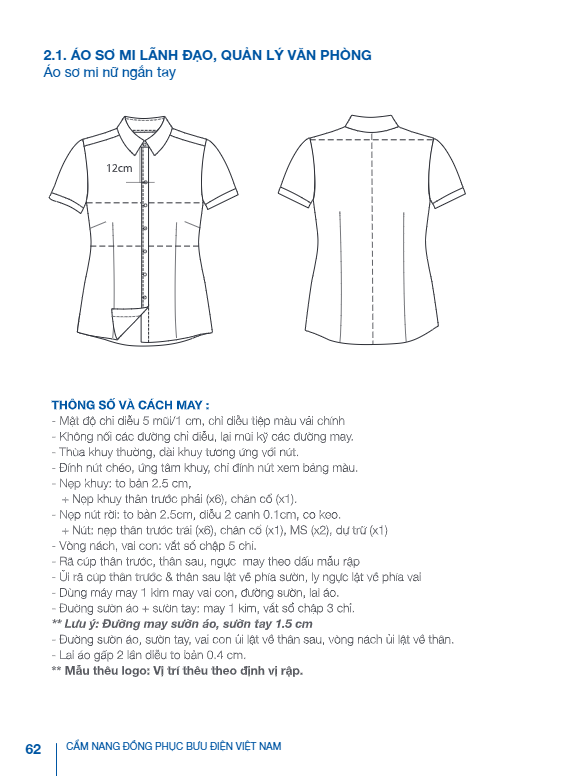 2.1. ÁO SƠ MI LÃNH ĐẠO, QUẢN LÝ VĂN PHÒNG
Áo sơ mi nữ ngắn tay
12cm
THÔNG SỐ VÀ CÁCH MAY :
- Mật độ chỉ diễu 5 mũi/1 cm, chỉ diễu tiệp màu vải chính
- Không nối các đường chỉ diễu, lại mũi kỹ các đường may.
- Thùa khuy thường, dài khuy tương ứng với nút.
- Đính nút chéo, ứng tâm khuy, chỉ đính nút xem bảng màu.
- Nẹp khuy: to bản 2.5 cm,
+ Nẹp khuy thân trước phải (x6), chân cổ (x1).
- Nẹp nút rời: to bản 2.5cm, diễu 2 cạnh 0.1cm, co keo.
+ Nút: nẹp thân trước trái (x6), chân cổ (x1), MS (x2), dự trữ (x1)
- Vòng nách, vai con: vắt sổ chập 5 chỉ.
- Rã cúp thân trước, thân sau, ngực may theo dấu mẫu rập
- Ủi rã cúp thân trước & thân sau lật về phía sườn, ly ngực lật về phía vai
- Dùng máy may 1 kim may vai con, đường sườn, lai áo.
- Đường sườn áo + sườn tay: may 1 kim, vắt sổ chập 3 chỉ.
** Lưu ý: Đường may sườn áo, sườn tay 1.5 cm
- Đường sườn áo, sườn tay, vai con ủi lật về thân sau, vòng nách ủi lật về thân.
- Lai áo gấp 2 lần diễu to bản 0.4 cm.
** Mẫu thêu logo: Vị trí thêu theo định vị rập.
62
CẨM NANG ĐỒNG PHỤC BƯU ĐIỆN VIỆT NAM